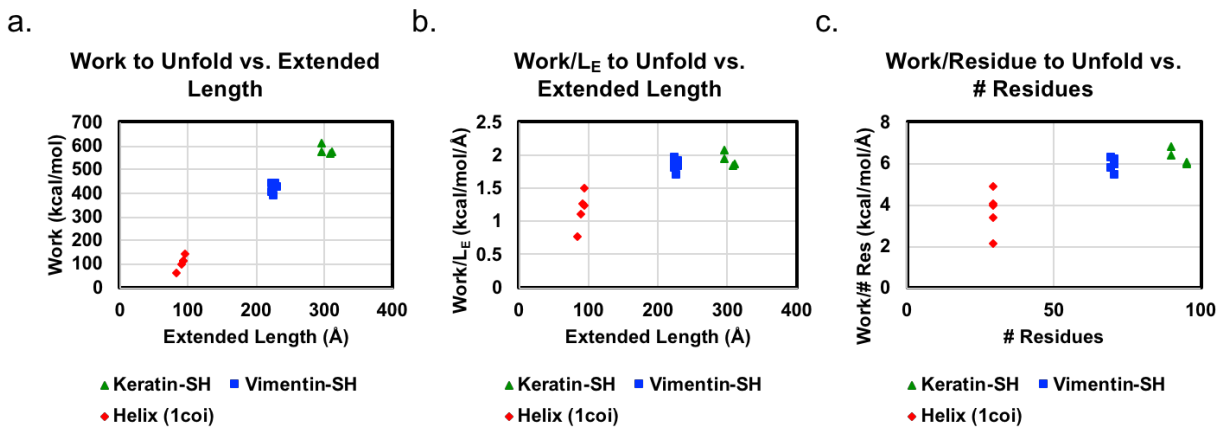 a.
Work to Unfold vs. Extended
Length
Work (kcal/mol)
700
600
500
400
300
200
100
0
0 100 200 300 400
Extended Length (Å)
Keratin-SH Vimentin-SH
Helix (1coi)
b.
Work/LE to Unfold vs.
Extended Length
Work/LE (kcal/mol/Å)
2.5
2
1.5
1
0.5
0
0 100 200 300 400
Extended Length (Å)
Keratin-SH Vimentin-SH
Helix (1coi)
c.
Work/Residue to Unfold vs.
# Residues
Work/# Res (kcal/mol/Å)
8
6
4
2
0
0 50 100
# Residues
Keratin-SH Vimentin-SH
Helix (1coi)